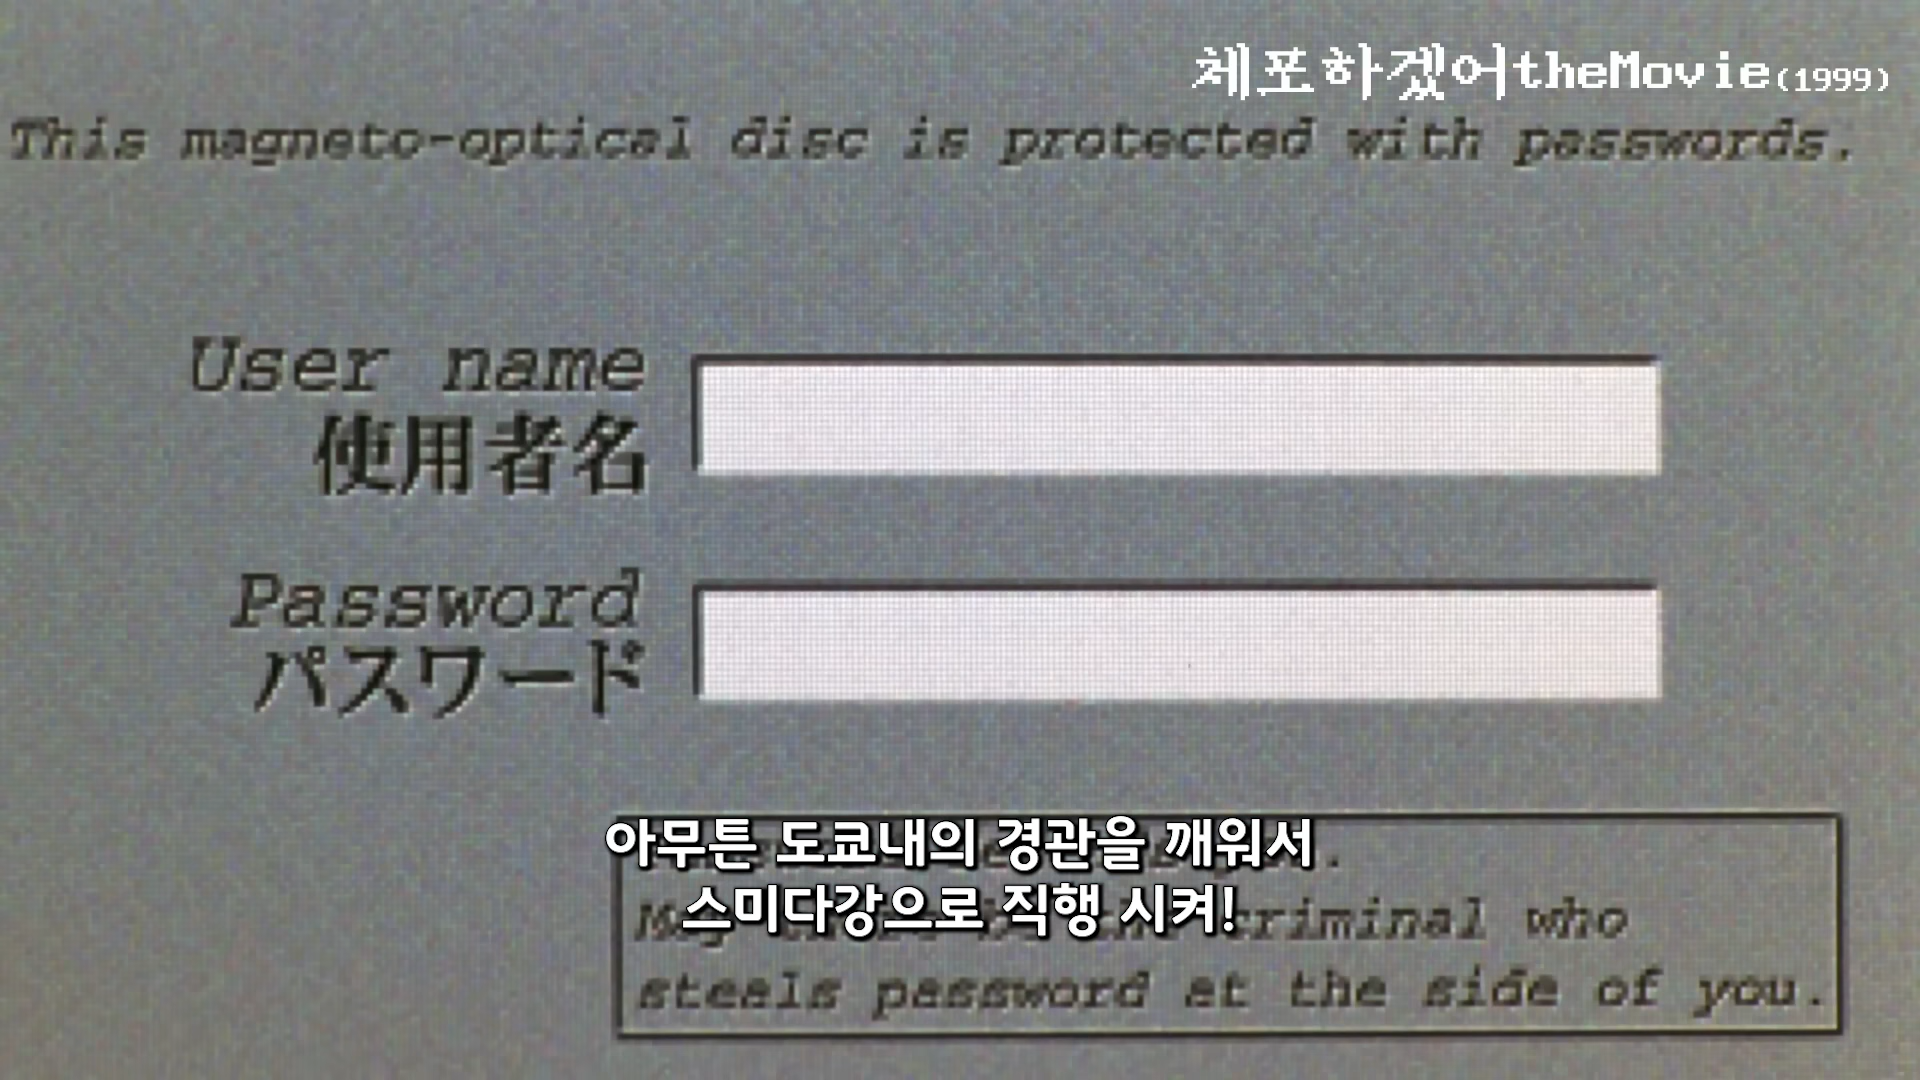 체포하겠어theMovie(1999)
This magneto-optical disc is protected with passwords.
User name
使用者名
Password
パスワード
아무튼 도쿄내의 경관을 깨워서
스미다강으로 직행 시켜!
criminal who
steals password at the side of you.